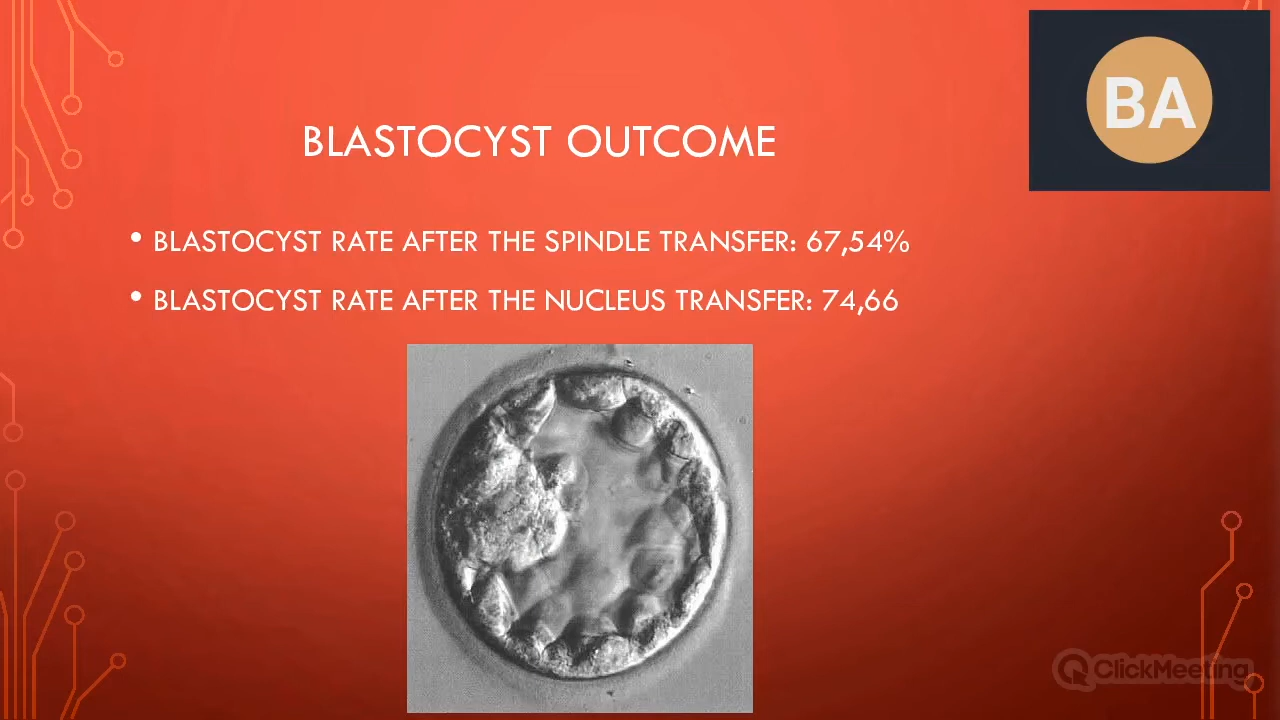 BA
BLASTOCYST OUTCOME
• BLASTOCYST RATE AFTER THE SPINDLE TRANSFER: 67,54%
• BLASTOCYST RATE AFTER THE NUCLEUS TRANSFER: 74,66
ClickMeeting